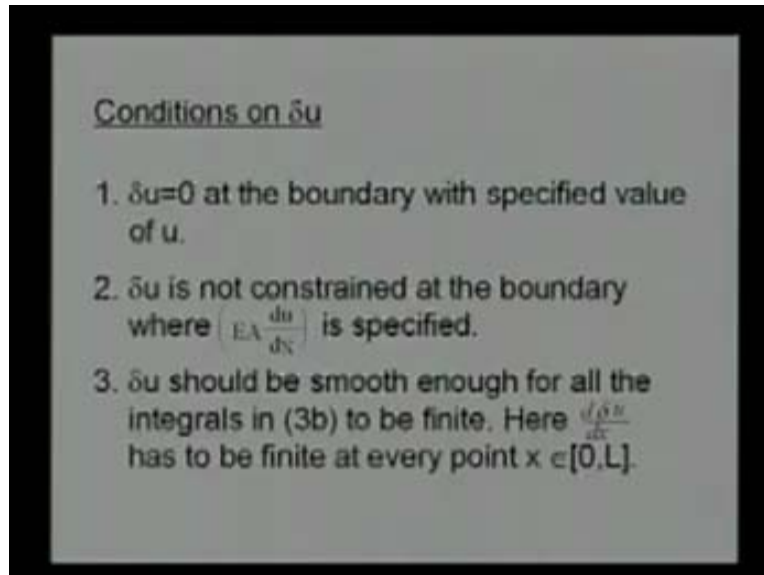 Conditions on δu
1. δu=0 at the boundary with specified value
of u.
2. δu is not constrained at the boundary
where (EA du/dx) is specified.
3. δu should be smooth enough for all the
integrals in (3b) to be finite. Here dδu/dx
has to be finite at every point x ∈[0,L].